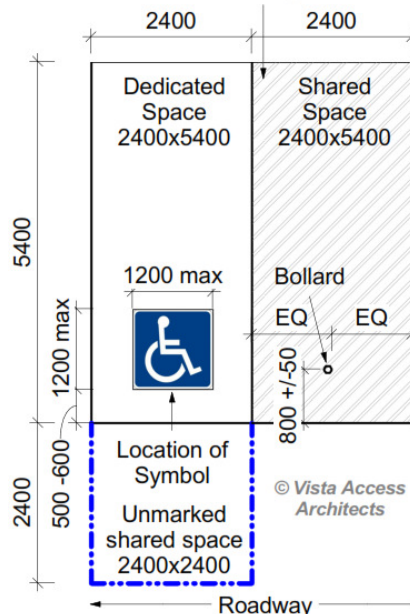 2400
2400
Dedicated
Space
2400x5400
Shared
Space
2400x5400
5400
1200 max
Bollard
EQ
EQ
1200 max
800 +/-50
500 -600
2400
Location of
Symbol
Unmarked
shared space
2400x2400
© Vista Access
Architects
Roadway